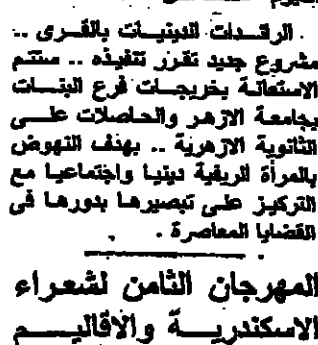 . الرائدات الدينيات بالقرى ..
مشروع جديد تقرر تنفيذه .. ستتم
الاستعانة بخريجات فرع البنات
بجامعة الازهر والحاصلات على
الثانوية الازهرية .. بهدف النهوض
بالمرأة الريفية دينيا واجتماعيا مع
التركيز على تبصيرها بدورها فى
القضايا المعاصرة .
المهرجان الثامن لشعراء
الاسكندرية والاقاليم